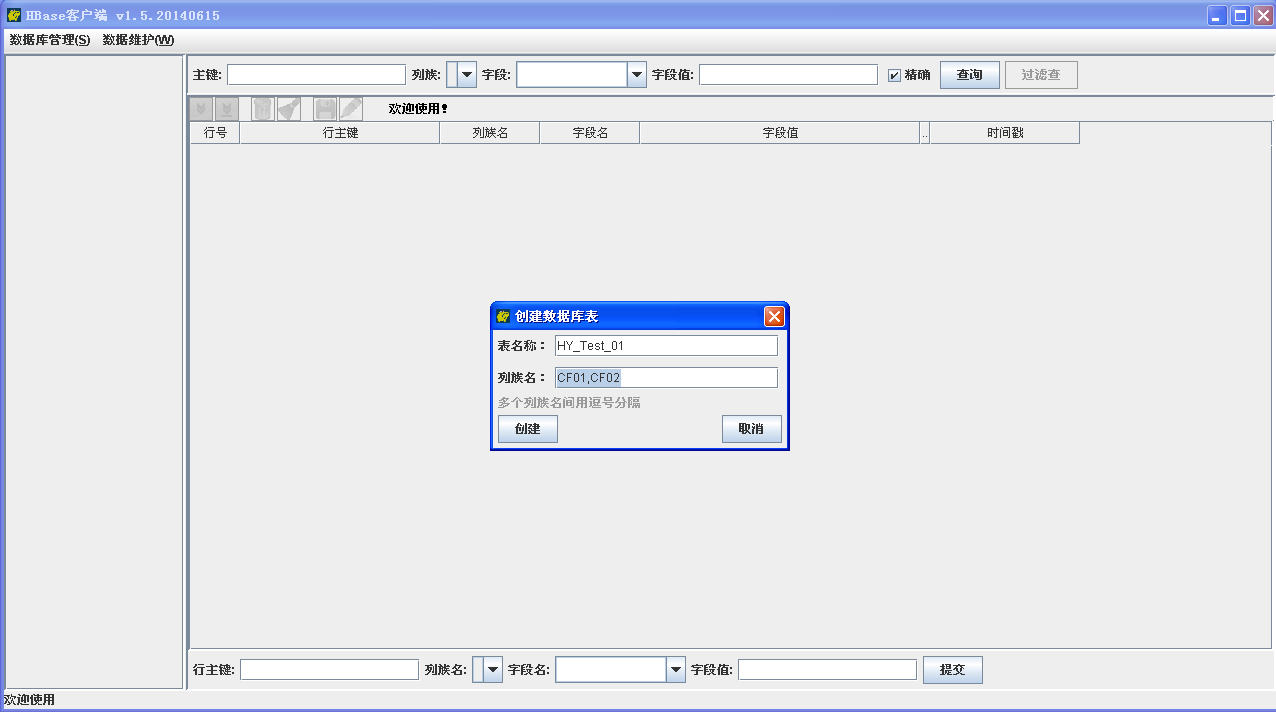 HBase客户端 v1.5.20140615
数据库管理(S) 数据维护(W)
主键: 列族: 字段: 字段值: 精确 查询 过滤查
欢迎使用!
行号 行主键 列族名 字段名 字段值 .. 时间戳
创建数据库表
表名称: HY_Test_01
列族名: CF01,CF02
多个列族名间用逗号分隔
创建 取消
行主键: 列族名: 字段名: 字段值: 提交
欢迎使用